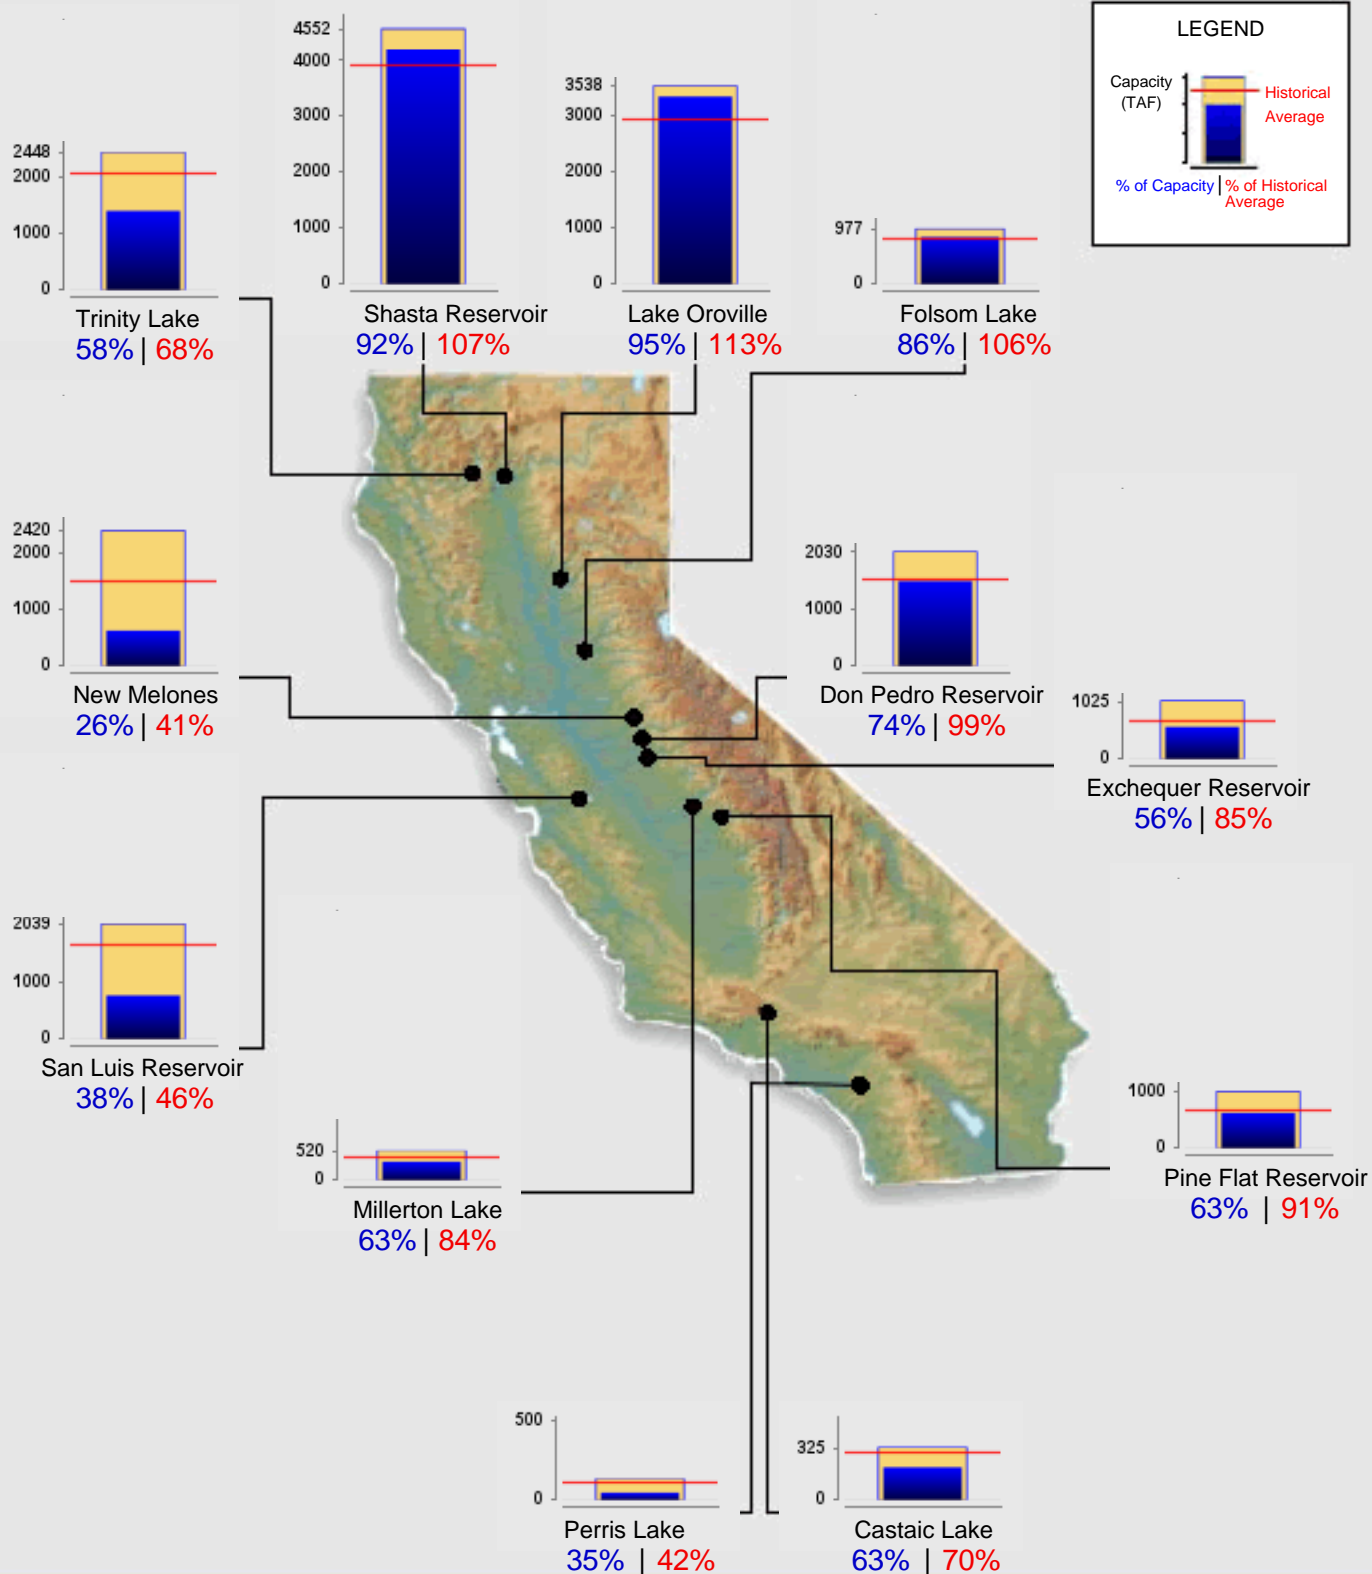 4552
4000
3000
2000
1000
0
Shasta Reservoir
92% | 107%
3538
3000
2000
1000
0
Lake Oroville
95% | 113%
LEGEND
Capacity
(TAF)
Historical
Average
% of Capacity | % of Historical
Average
2448
2000
1000
0
Trinity Lake
58% | 68%
977
0
Folsom Lake
86% | 106%
2420
2000
1000
0
New Melones
26% | 41%
2030
1000
0
Don Pedro Reservoir
74% | 99%
1025
0
Exchequer Reservoir
56% | 85%
2039
1000
0
San Luis Reservoir
38% | 46%
520
0
Millerton Lake
63% | 84%
1000
0
Pine Flat Reservoir
63% | 91%
500
0
Perris Lake
35% | 42%
325
0
Castaic Lake
63% | 70%